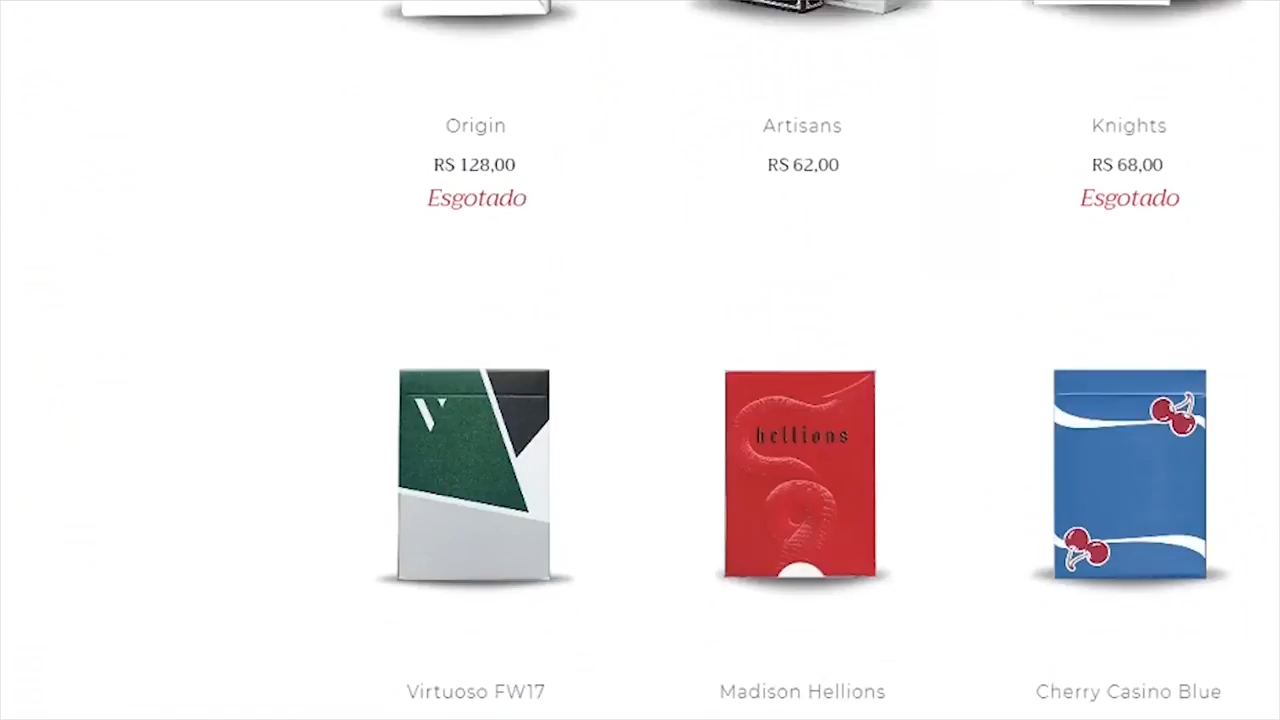 Origin
Artisans
Knights
R$ 128,00
R$ 62,00
R$ 68,00
Esgotado
Esgotado
V
hellions
Virtuoso FW17
Madison Hellions
Cherry Casino Blue